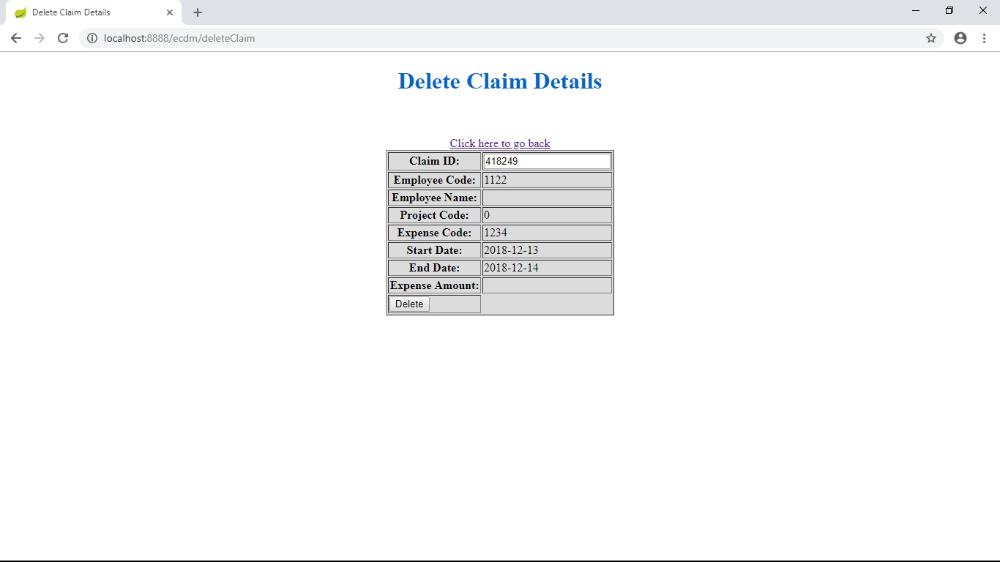 Delete Claim Details
localhost:8888/ecdm/deleteClaim
Delete Claim Details
Click here to go back
Claim ID: 418249
Employee Code: 1122
Employee Name:
Project Code: 0
Expense Code: 1234
Start Date: 2018-12-13
End Date: 2018-12-14
Expense Amount:
Delete